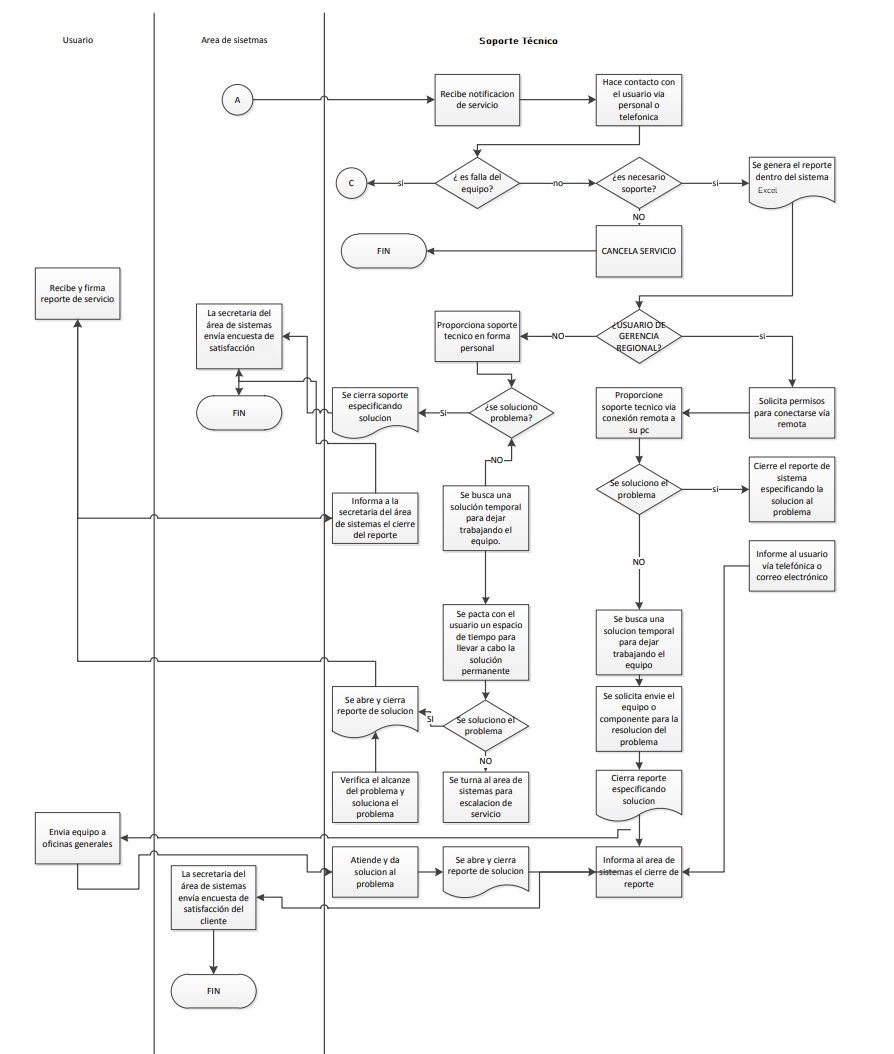 Usuario
Area de sisetmas
Soporte Técnico
A
Recibe notificacion
de servicio
Hace contacto con
el usuario via
personal o
telefonica
C
si
¿ es falla del
equipo?
no
¿es necesario
soporte?
si
Se genera el reporte
dentro del sistema
Excel
NO
FIN
CANCELA SERVICIO
Recibe y firma
reporte de servicio
La secretaria del
área de sistemas
envía encuesta de
satisfacción
Proporciona soporte
tecnico en forma
personal
NO
¿USUARIO DE
GERENCIA
REGIONAL?
si
FIN
Se cierra soporte
especificando
solucion
Si
¿se soluciono
problema?
Proporcione
soporte tecnico via
conexión remota a
su pc
Solicita permisos
para conectarse vía
remota
NO
Se soluciono el
problema
si
Cierre el reporte de
sistema
especificando la
solucion al
problema
Informa a la
secretaria del área
de sistemas el cierre
del reporte
Se busca una
solución temporal
para dejar
trabajando el
equipo.
NO
Informe al usuario
vía telefónica o
correo electrónico
Se pacta con el
usuario un espacio
de tiempo para
llevar a cabo la
solución
permanente
Se busca una
solucion temporal
para dejar
trabajando el
equipo
Se abre y cierra
reporte de solucion
SI
Se soluciono el
problema
Se solicita envie el
equipo o
componente para la
resolucion del
problema
NO
Verifica el alcance
del problema y
soluciona el
problema
Se turna al area de
sistemas para
escalacion de
servicio
Cierra reporte
especificando
solucion
Envia equipo a
oficinas generales
Atiende y da
solucion al
problema
Se abre y cierra
reporte de solucion
Informa al area de
sistemas el cierre de
reporte
La secretaria del
área de sistemas
envía encuesta de
satisfacción del
cliente
FIN